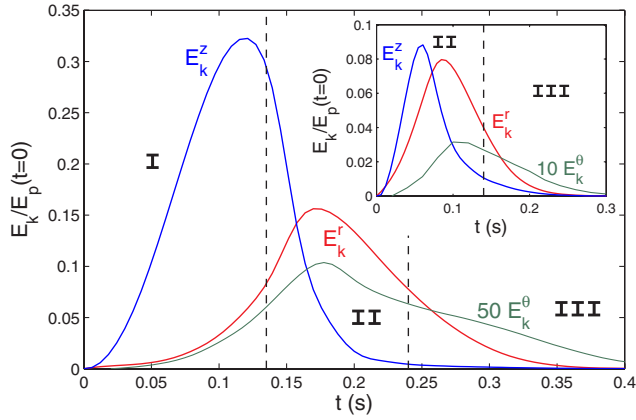 0.35
0.3
0.25
0.2
0.15
0.1
0.05
0
E_k/E_p(t=0)
0
0.05
0.1
0.15
0.2
0.25
0.3
0.35
0.4
t (s)
E_k^z
I
E_k^r
II
50 E_k^θ
III
0.1
0.08
0.06
0.04
0.02
0
E_k/E_p(t=0)
0
0.1
0.2
0.3
t (s)
E_k^z
II
III
E_k^r
10 E_k^θ